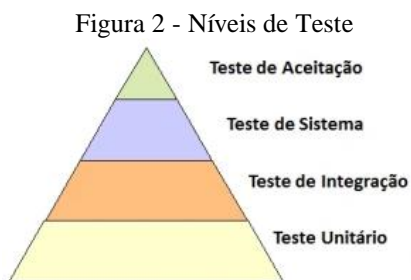 Figura 2 - Níveis de Teste
Teste de Aceitação
Teste de Sistema
Teste de Integração
Teste Unitário